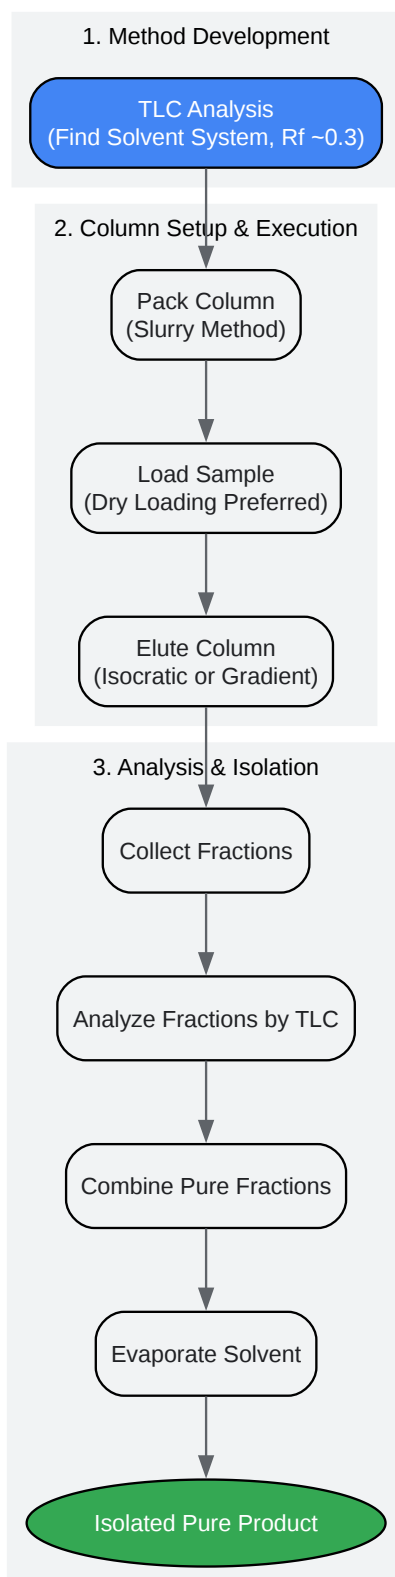 1. Method Development
TLC Analysis
(Find Solvent System, Rf ~0.3)
2. Column Setup & Execution
Pack Column
(Slurry Method)
Load Sample
(Dry Loading Preferred)
Elute Column
(Isocratic or Gradient)
3. Analysis & Isolation
Collect Fractions
Analyze Fractions by TLC
Combine Pure Fractions
Evaporate Solvent
Isolated Pure Product